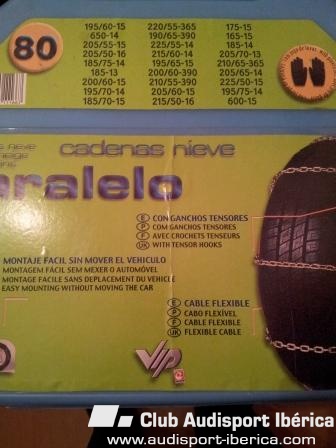 80
195/60-15 220/55-365 175-15
650-14 190/65-390 165-15
205/55-15 225/55-14 185-14
205/50-16 215/60-14 205/70-13
185/75-14 195/65-15 210/65-365
185-13 200/60-390 205/65-14
200/60-390 210/55-390 225/50-15
195/70-14 205/60-15 195/75-14
185/70-15 215/50-16 600-15
cadenas nieve
aralelo
E CON GANCHOS TENSORES
P COM GANCHOS TENSORES
F AVEC CROCHETS TENSEURS
UK WITH TENSOR HOOKS
MONTAJE FACIL SIN MOVER EL VEHICULO
MONTAGEM FÁCIL SEM MEXER O AUTOMÓVEL
MONTAGE FACILE SANS DEPLACEMENT DU VEHICLE
EASY MOUNTING WITHOUT MOVING THE CAR
E CABLE FLEXIBLE
P CABO FLEXÍVEL
F CABLE FLEXIBLE
UK FLEXIBLE CABLE
VIP
Club Audisport Ibérica
www.audisport-iberica.com